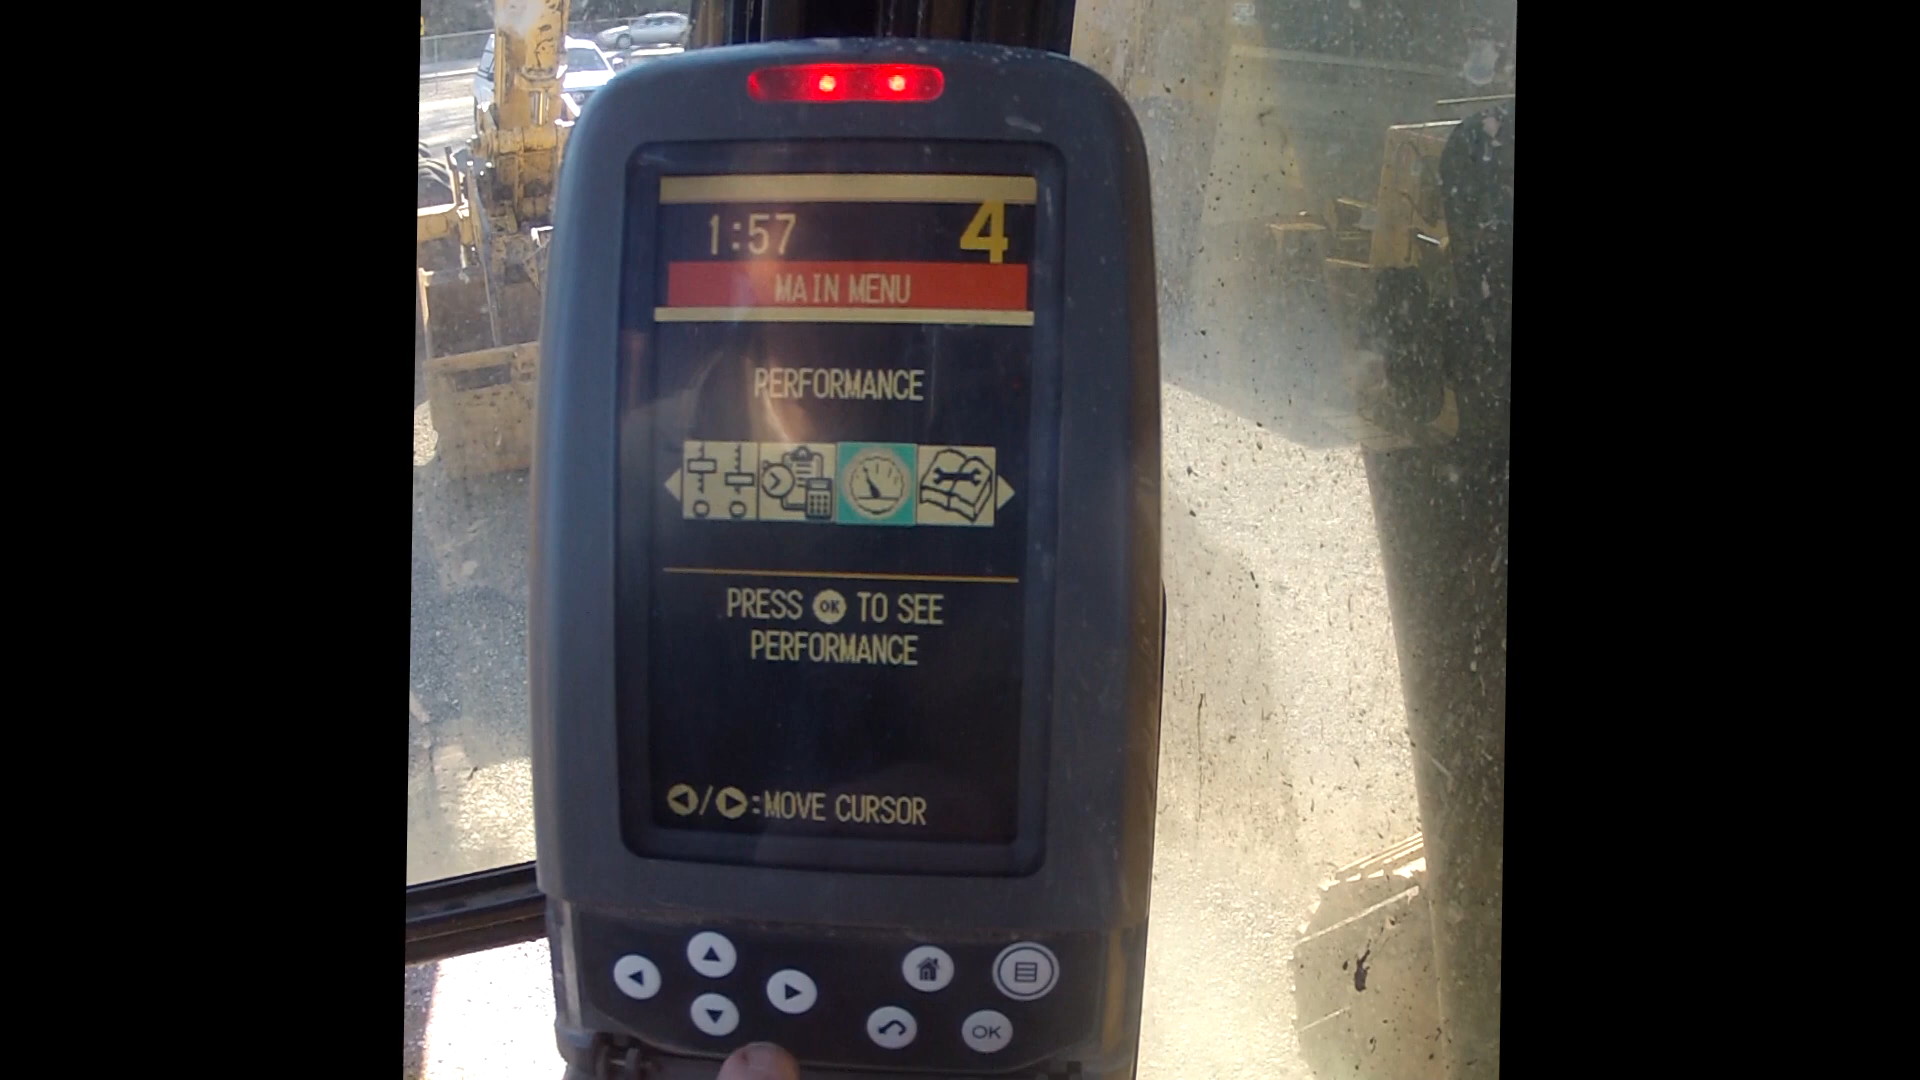 1:57 4
MAIN MENU
PERFORMANCE
PRESS OK TO SEE
PERFORMANCE
◀/▶:MOVE CURSOR
OK